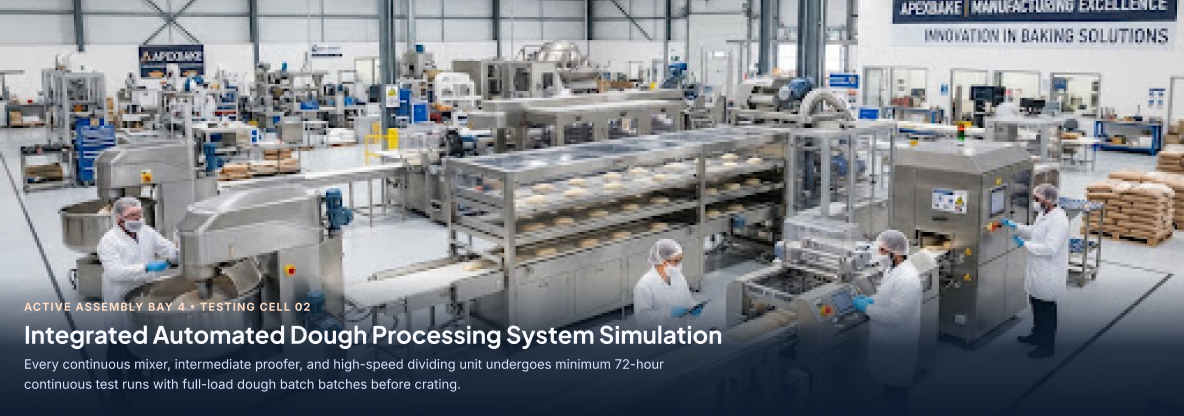 APEXBAKE | MANUFACTURING EXCELLENCE
INNOVATION IN BAKING SOLUTIONS
APEXBAKE
ACTIVE ASSEMBLY BAY 4 • TESTING CELL 02
Integrated Automated Dough Processing System Simulation
Every continuous mixer, intermediate proofer, and high-speed dividing unit undergoes minimum 72-hour
continuous test runs with full-load dough batch batches before crating.